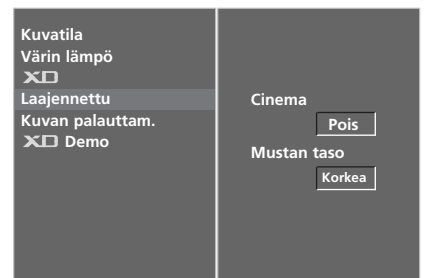 Kuvatila
Värin lämpö
XD
Laajennettu
Kuvan palauttam.
XD Demo
Cinema
Pois
Mustan taso
Korkea